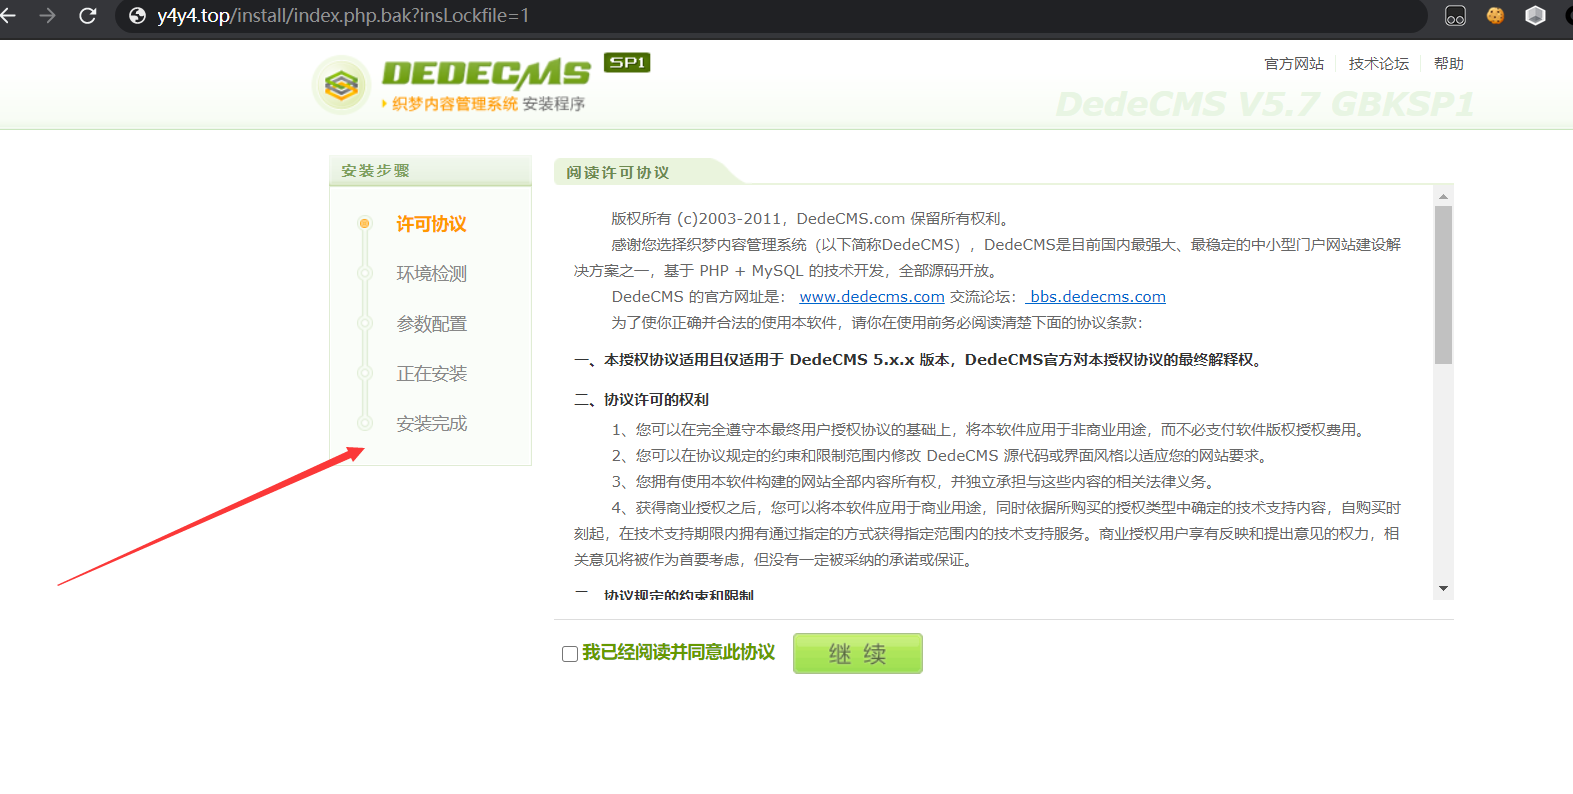 y4y4.top/install/index.php.bak?insLockfile=1
DEDECMS SP1
织梦内容管理系统 安装程序
官方网站 技术论坛 帮助
DedeCMS V5.7 GBKSP1
安装步骤
许可协议
环境检测
参数配置
正在安装
安装完成
阅读许可协议
版权所有 (c)2003-2011，DedeCMS.com 保留所有权利。
感谢您选择织梦内容管理系统（以下简称DedeCMS），DedeCMS是目前国内最强大、最稳定的中小型门户网站建设解
决方案之一，基于 PHP + MySQL 的技术开发，全部源码开放。
DedeCMS 的官方网址是： www.dedecms.com 交流论坛： bbs.dedecms.com
为了使你正确并合法的使用本软件，请你在使用前务必阅读清楚下面的协议条款：
一、本授权协议适用且仅适用于 DedeCMS 5.x.x 版本，DedeCMS官方对本授权协议的最终解释权。
二、协议许可的权利
1、您可以在完全遵守本最终用户授权协议的基础上，将本软件应用于非商业用途，而不必支付软件版权授权费用。
2、您可以在协议规定的约束和限制范围内修改 DedeCMS 源代码或界面风格以适应您的网站要求。
3、您拥有使用本软件构建的网站全部内容所有权，并独立承担与这些内容的相关法律义务。
4、获得商业授权之后，您可以将本软件应用于商业用途，同时依据所购买的授权类型中确定的技术支持内容，自购买时
刻起，在技术支持期限内拥有通过指定的方式获得指定范围内的技术支持服务。商业授权用户享有反映和提出意见的权力，相
关意见将被作为首要考虑，但没有一定被采纳的承诺或保证。
协议规定的约束和限制
我已经阅读并同意此协议
继 续